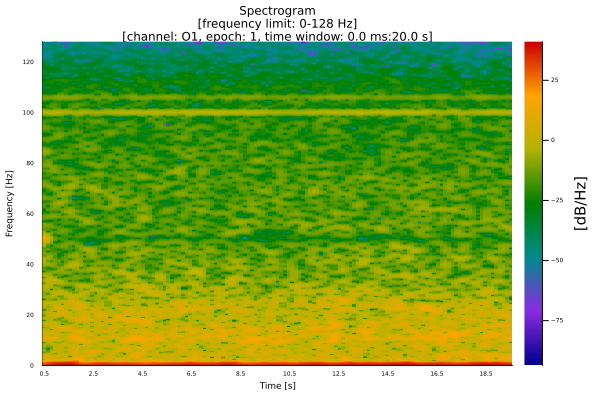 Spectrogram
[frequency limit: 0-128 Hz]
[channel: O1, epoch: 1, time window: 0.0 ms:20.0 s]
Frequency [Hz]
120
100
80
60
40
20
0
0.5 2.5 4.5 6.5 8.5 10.5 12.5 14.5 16.5 18.5
Time [s]
25
0
−25
−50
−75
[dB/Hz]